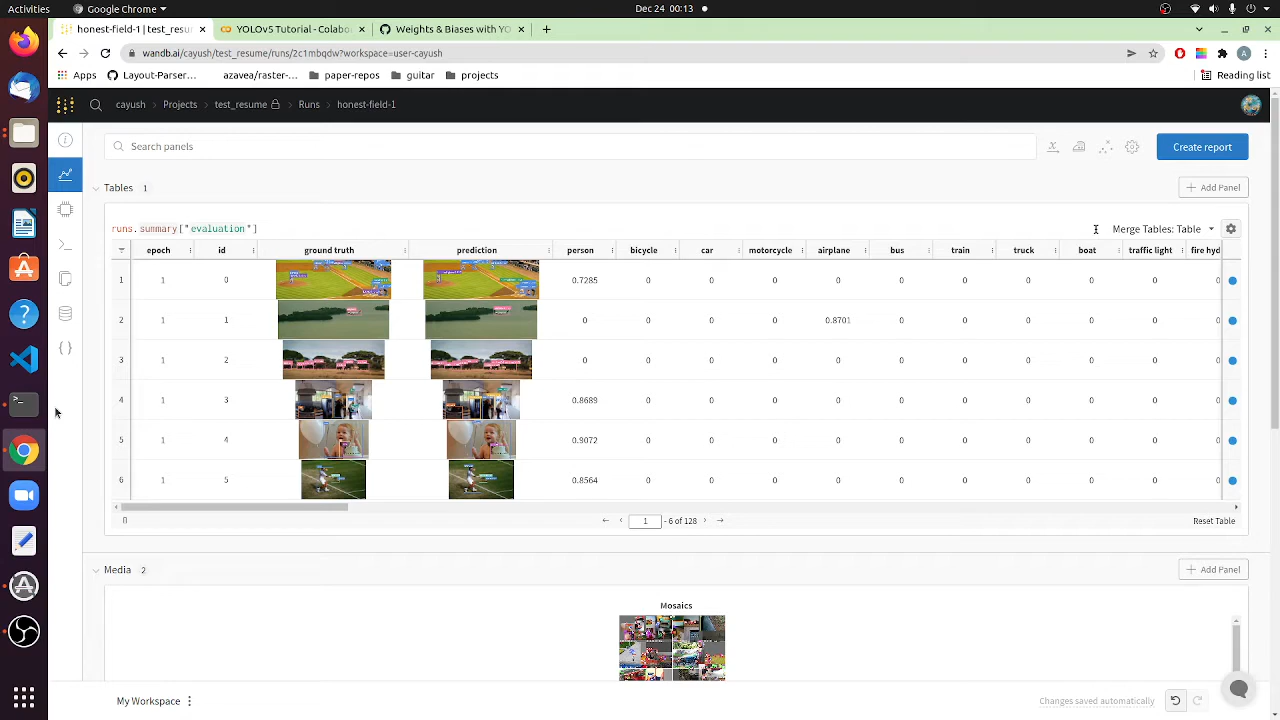 Activities Google Chrome Dec 24 00:13
honest-field-1 | test_resu YOLOv5 Tutorial - Colabo Weights & Biases with YO
wandb.ai/cayush/test_resume/runs/2c1mbqdw?workspace=user-cayush
Apps Layout-Parser... azavea/raster-... paper-repos guitar projects Reading list
cayush > Projects > test_resume > Runs > honest-field-1
Search panels Create report
Tables 1 Add Panel
runs.summary["evaluation"] Merge Tables: Table
epoch id ground truth prediction person bicycle car motorcycle airplane bus train truck boat traffic light fire hyd
1 1 0 0.7285 0 0 0 0 0 0 0 0 0 0
2 1 1 0 0 0 0 0.8701 0 0 0 0 0 0
3 1 2 0 0 0 0 0 0 0 0 0 0 0
4 1 3 0.8689 0 0 0 0 0 0 0 0 0 0
5 1 4 0.9072 0 0 0 0 0 0 0 0 0 0
6 1 5 0.8564 0 0 0 0 0 0 0 0 0 0
1 - 6 of 128 Reset Table
Media 2 Add Panel
Mosaics
My Workspace Changes saved automatically